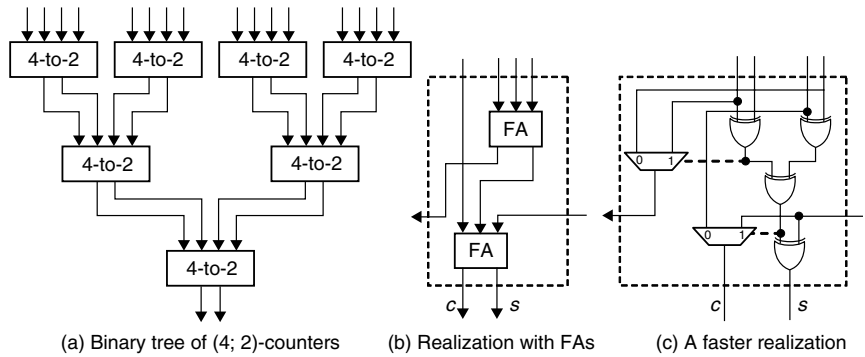 4-to-2 4-to-2 4-to-2 4-to-2
4-to-2 4-to-2
4-to-2
FA
FA
c s
0 1
0 1
c s
(a) Binary tree of (4; 2)-counters
(b) Realization with FAs
(c) A faster realization